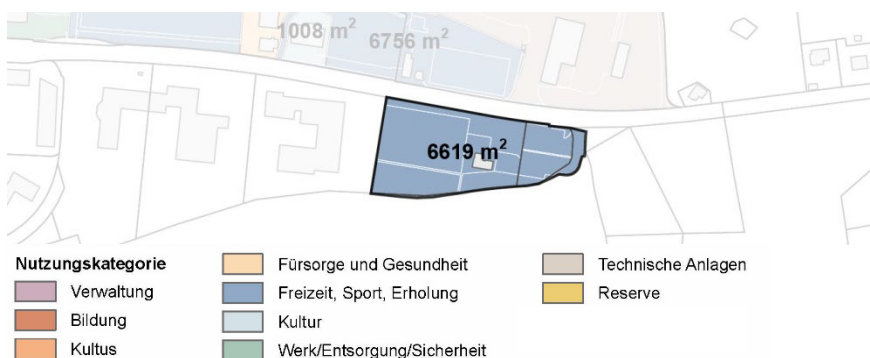 1008 m²
6756 m²
6619 m²
Nutzungskategorie
Verwaltung
Bildung
Kultus
Fürsorge und Gesundheit
Freizeit, Sport, Erholung
Kultur
Werk/Entsorgung/Sicherheit
Technische Anlagen
Reserve